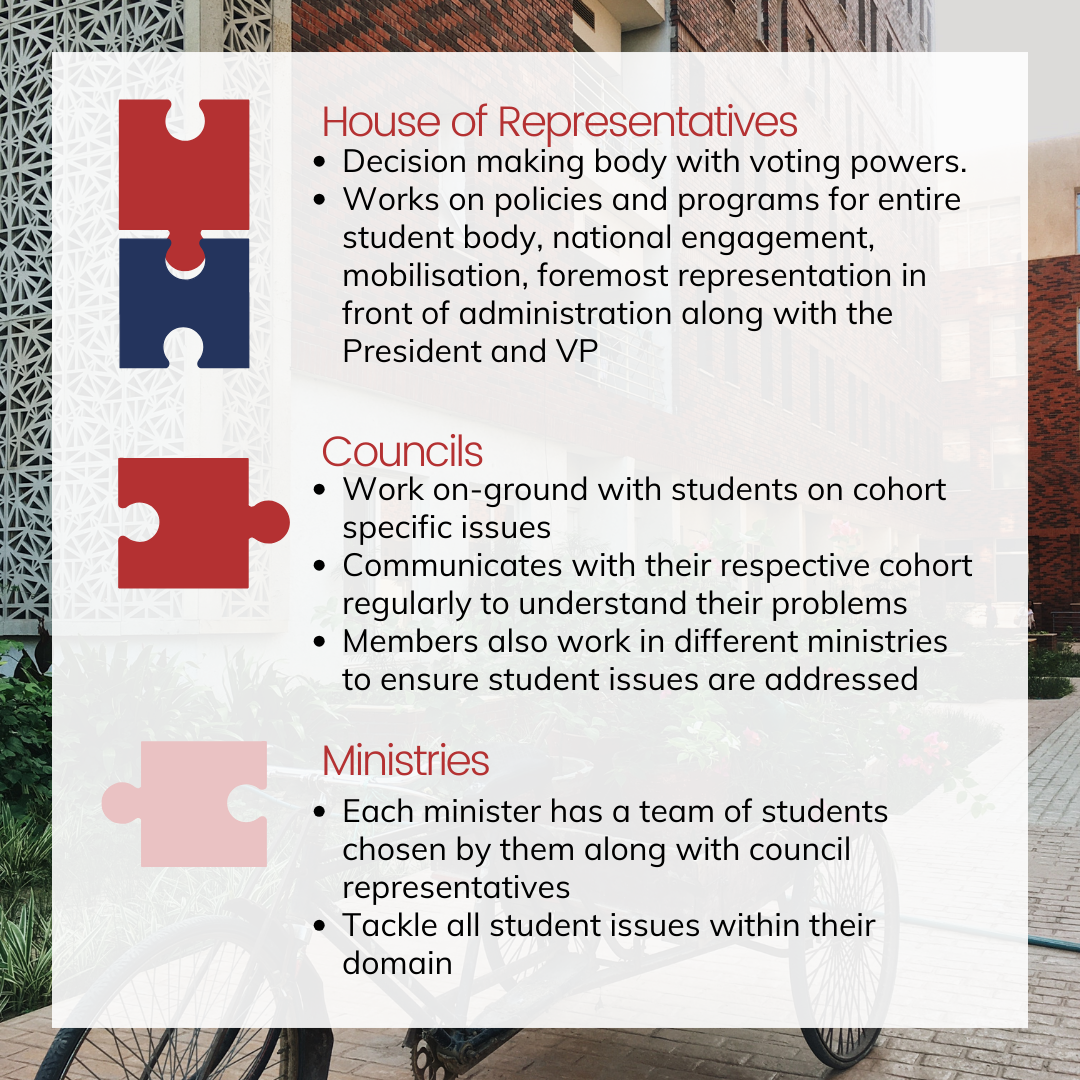 House of Representatives
• Decision making body with voting powers.
• Works on policies and programs for entire
student body, national engagement,
mobilisation, foremost representation in
front of administration along with the
President and VP
Councils
• Work on-ground with students on cohort
specific issues
• Communicates with their respective cohort
regularly to understand their problems
• Members also work in different ministries
to ensure student issues are addressed
Ministries
• Each minister has a team of students
chosen by them along with council
representatives
• Tackle all student issues within their
domain